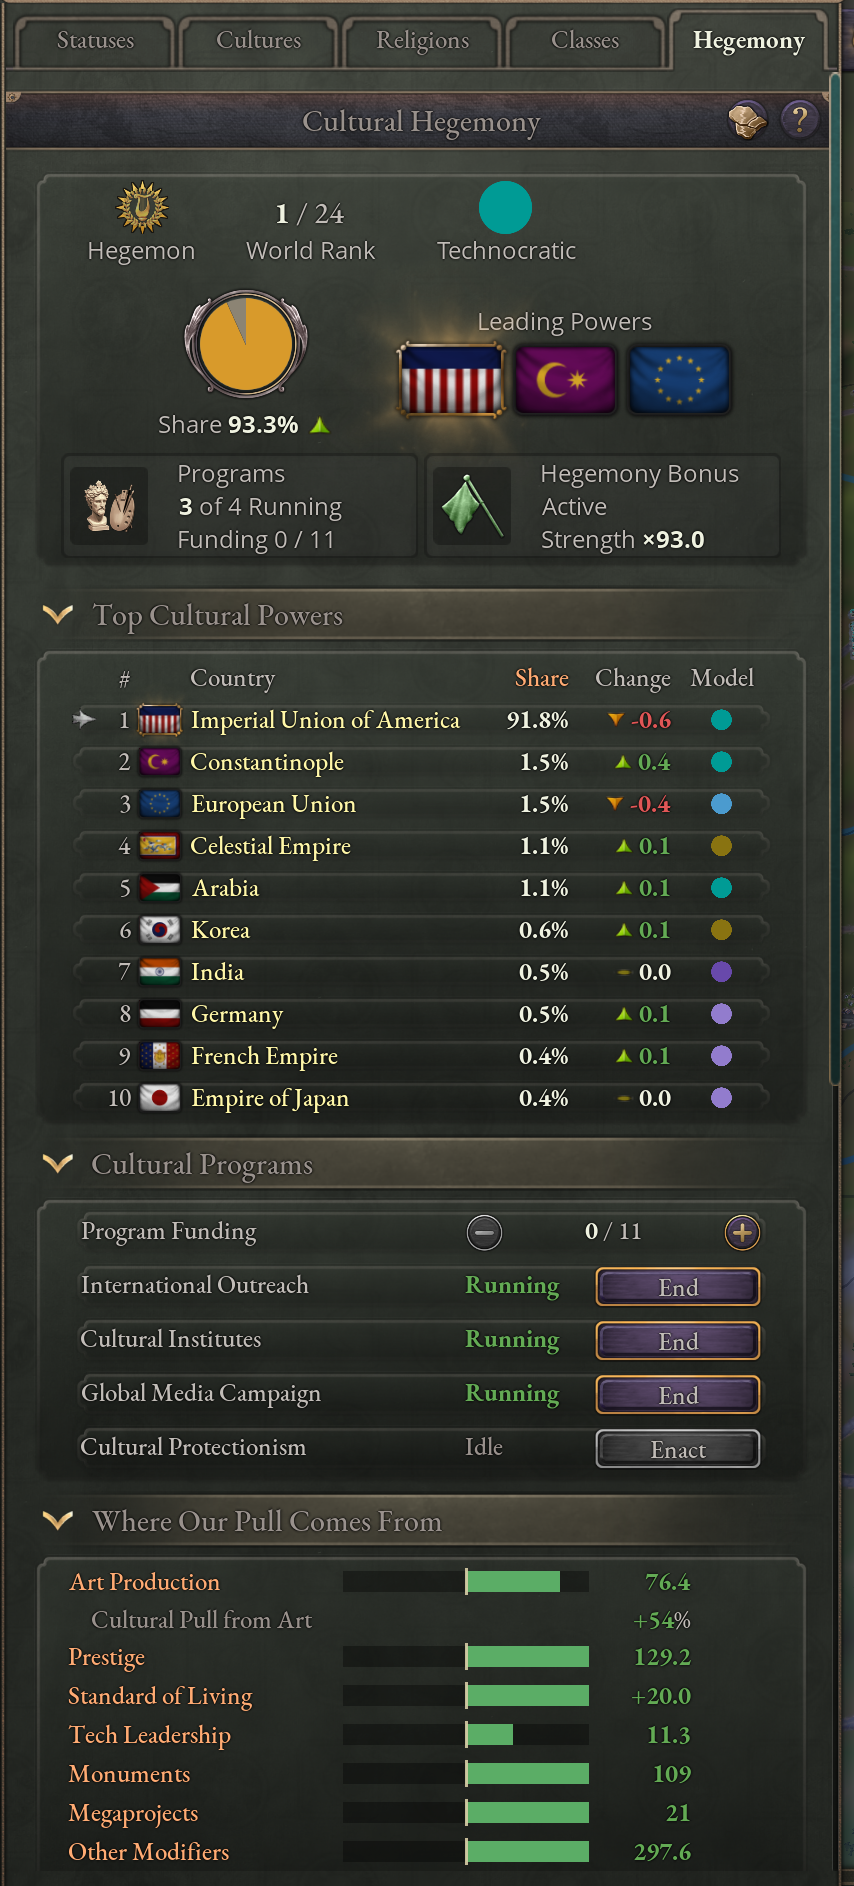 Statuses Cultures Religions Classes Hegemony
Cultural Hegemony ?
1 / 24
Hegemon World Rank Technocratic
Leading Powers
Share 93.3%
Programs
3 of 4 Running
Funding 0 / 11
Hegemony Bonus
Active
Strength ×93.0
Top Cultural Powers
# Country Share Change Model
1 Imperial Union of America 91.8% -0.6
2 Constantinople 1.5% 0.4
3 European Union 1.5% -0.4
4 Celestial Empire 1.1% 0.1
5 Arabia 1.1% 0.1
6 Korea 0.6% 0.1
7 India 0.5% 0.0
8 Germany 0.5% 0.1
9 French Empire 0.4% 0.1
10 Empire of Japan 0.4% 0.0
Cultural Programs
Program Funding 0 / 11
International Outreach Running End
Cultural Institutes Running End
Global Media Campaign Running End
Cultural Protectionism Idle Enact
Where Our Pull Comes From
Art Production 76.4
Cultural Pull from Art +54%
Prestige 129.2
Standard of Living +20.0
Tech Leadership 11.3
Monuments 109
Megaprojects 21
Other Modifiers 297.6